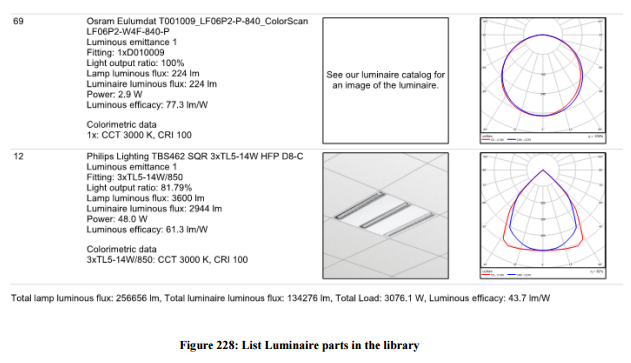 69
Osram Eulumdat T001009_LF06P2-P-840_ColorScan
LF06P2-W4F-840-P
Luminous emittance 1
Fitting: 1xD010009
Light output ratio: 100%
Lamp luminous flux: 224 lm
Luminaire luminous flux: 224 lm
Power: 2.9 W
Luminous efficacy: 77.3 lm/W
Colorimetric data
1x: CCT 3000 K, CRI 100
See our luminaire catalog for
an image of the luminaire.
12
Philips Lighting TBS462 SQR 3xTL5-14W HFP D8-C
Luminous emittance 1
Fitting: 3xTL5-14W/850
Light output ratio: 81.79%
Lamp luminous flux: 3600 lm
Luminaire luminous flux: 2944 lm
Power: 48.0 W
Luminous efficacy: 61.3 lm/W
Colorimetric data
3xTL5-14W/850: CCT 3000 K, CRI 100
Total lamp luminous flux: 256656 lm, Total luminaire luminous flux: 134276 lm, Total Load: 3076.1 W, Luminous efficacy: 43.7 lm/W
Figure 228: List Luminaire parts in the library